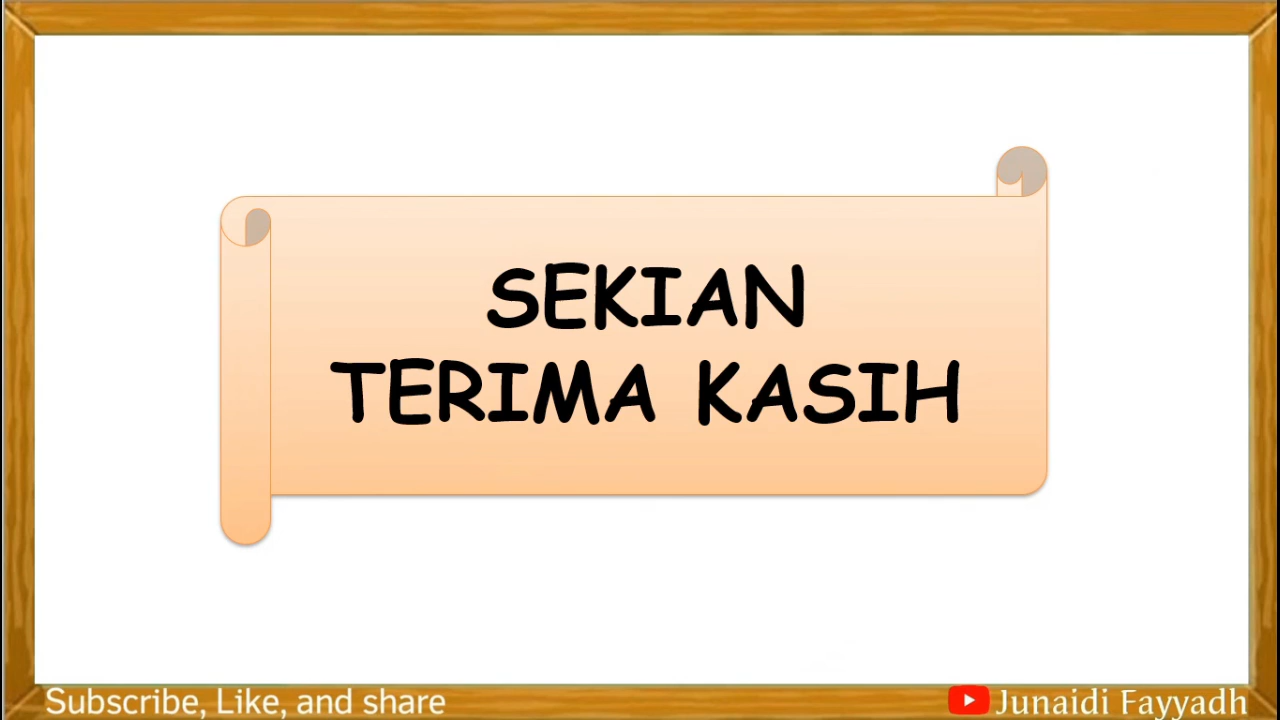 SEKIAN
TERIMA KASIH
Subscribe, Like, and share
Junaidi Fayyadh